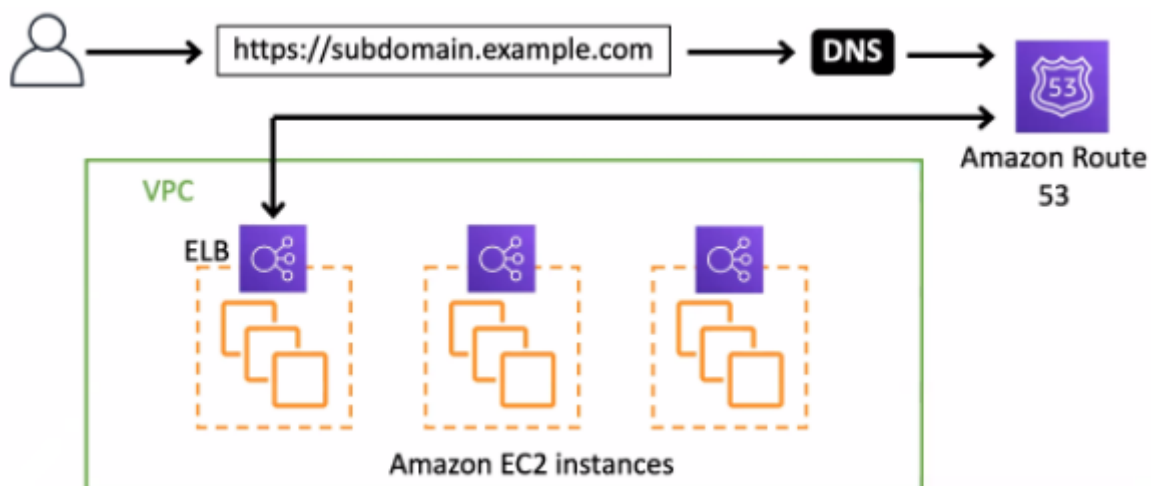 https://subdomain.example.com
DNS
53
Amazon Route
53
VPC
ELB
Amazon EC2 instances